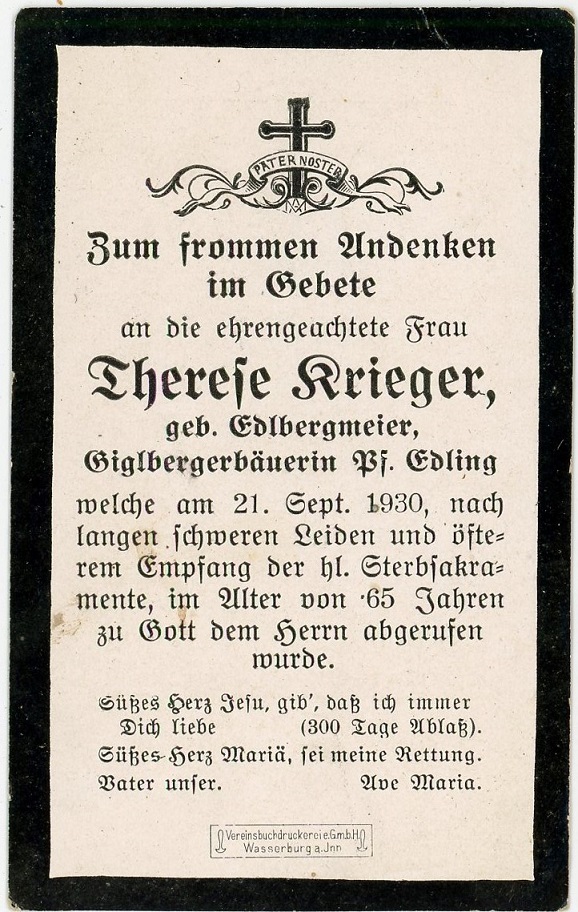 PATER NOSTER
Zum frommen Andenken
im Gebete
an die ehrengeachtete Frau
Therese Krieger,
geb. Edlbergmeier,
Giglbergerbäuerin Pf. Edling
welche am 21. Sept. 1930, nach
langen schweren Leiden und öfte=
rem Empfang der hl. Sterbsakra=
mente, im Alter von 65 Jahren
zu Gott dem Herrn abgerufen
wurde.
Süßes Herz Jesu, gib', daß ich immer
Dich liebe (300 Tage Ablaß).
Süßes Herz Mariä, sei meine Rettung.
Vater unser. Ave Maria.
Vereinsbuchdruckerei e.G.m.b.H.
Wasserburg a. Jnn